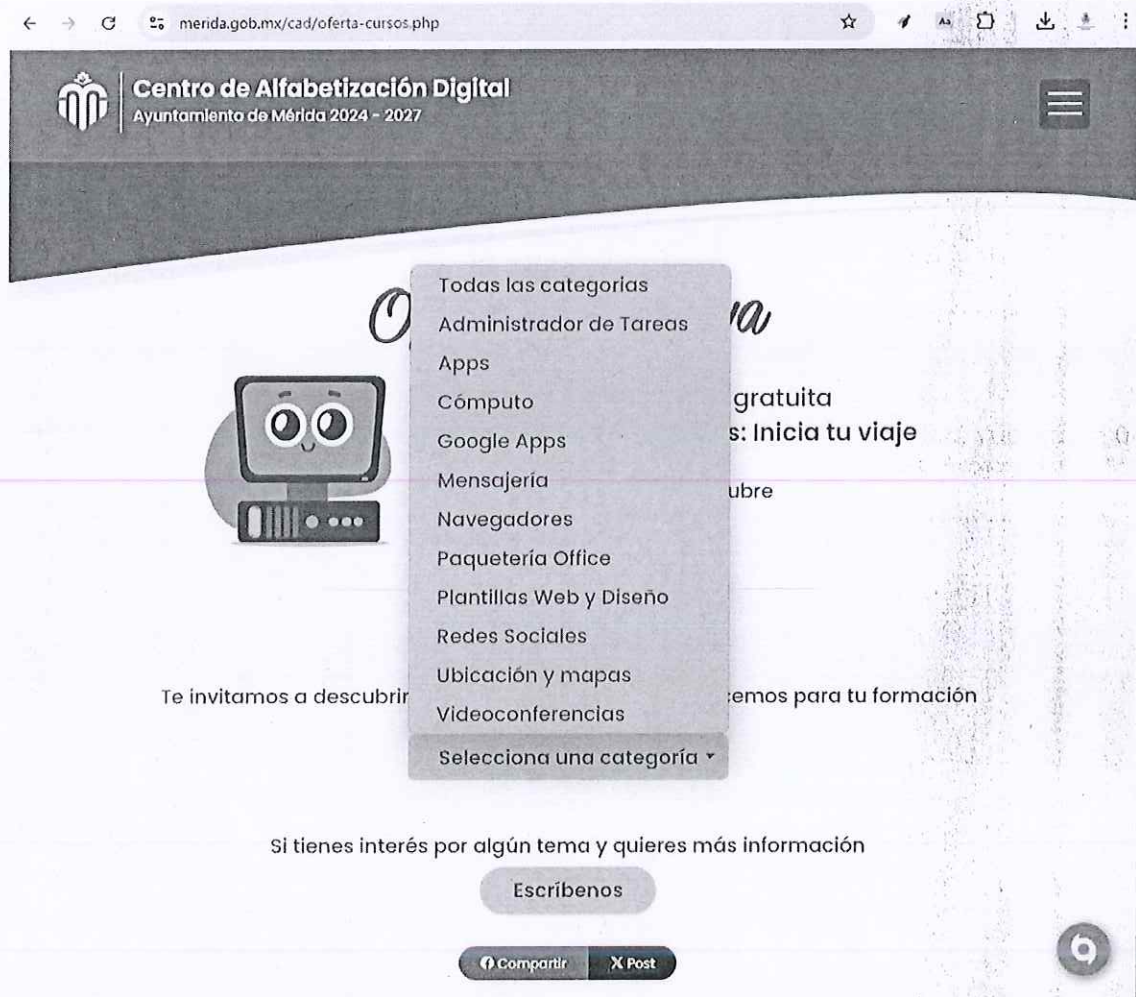 merida.gob.mx/cad/oferta-cursos.php
Centro de Alfabetización Digital
Ayuntamiento de Mérida 2024 - 2027
Todas las categorias
Administrador de Tareas
Apps
Cómputo
gratuita
Google Apps
s: Inicia tu viaje
Mensajería
ubre
Navegadores
Paquetería Office
Plantillas Web y Diseño
Redes Sociales
Ubicación y mapas
Te invitamos a descubrir
cemos para tu formación
Videoconferencias
Selecciona una categoría
Si tienes interés por algún tema y quieres más información
Escríbenos
Compartir
X Post